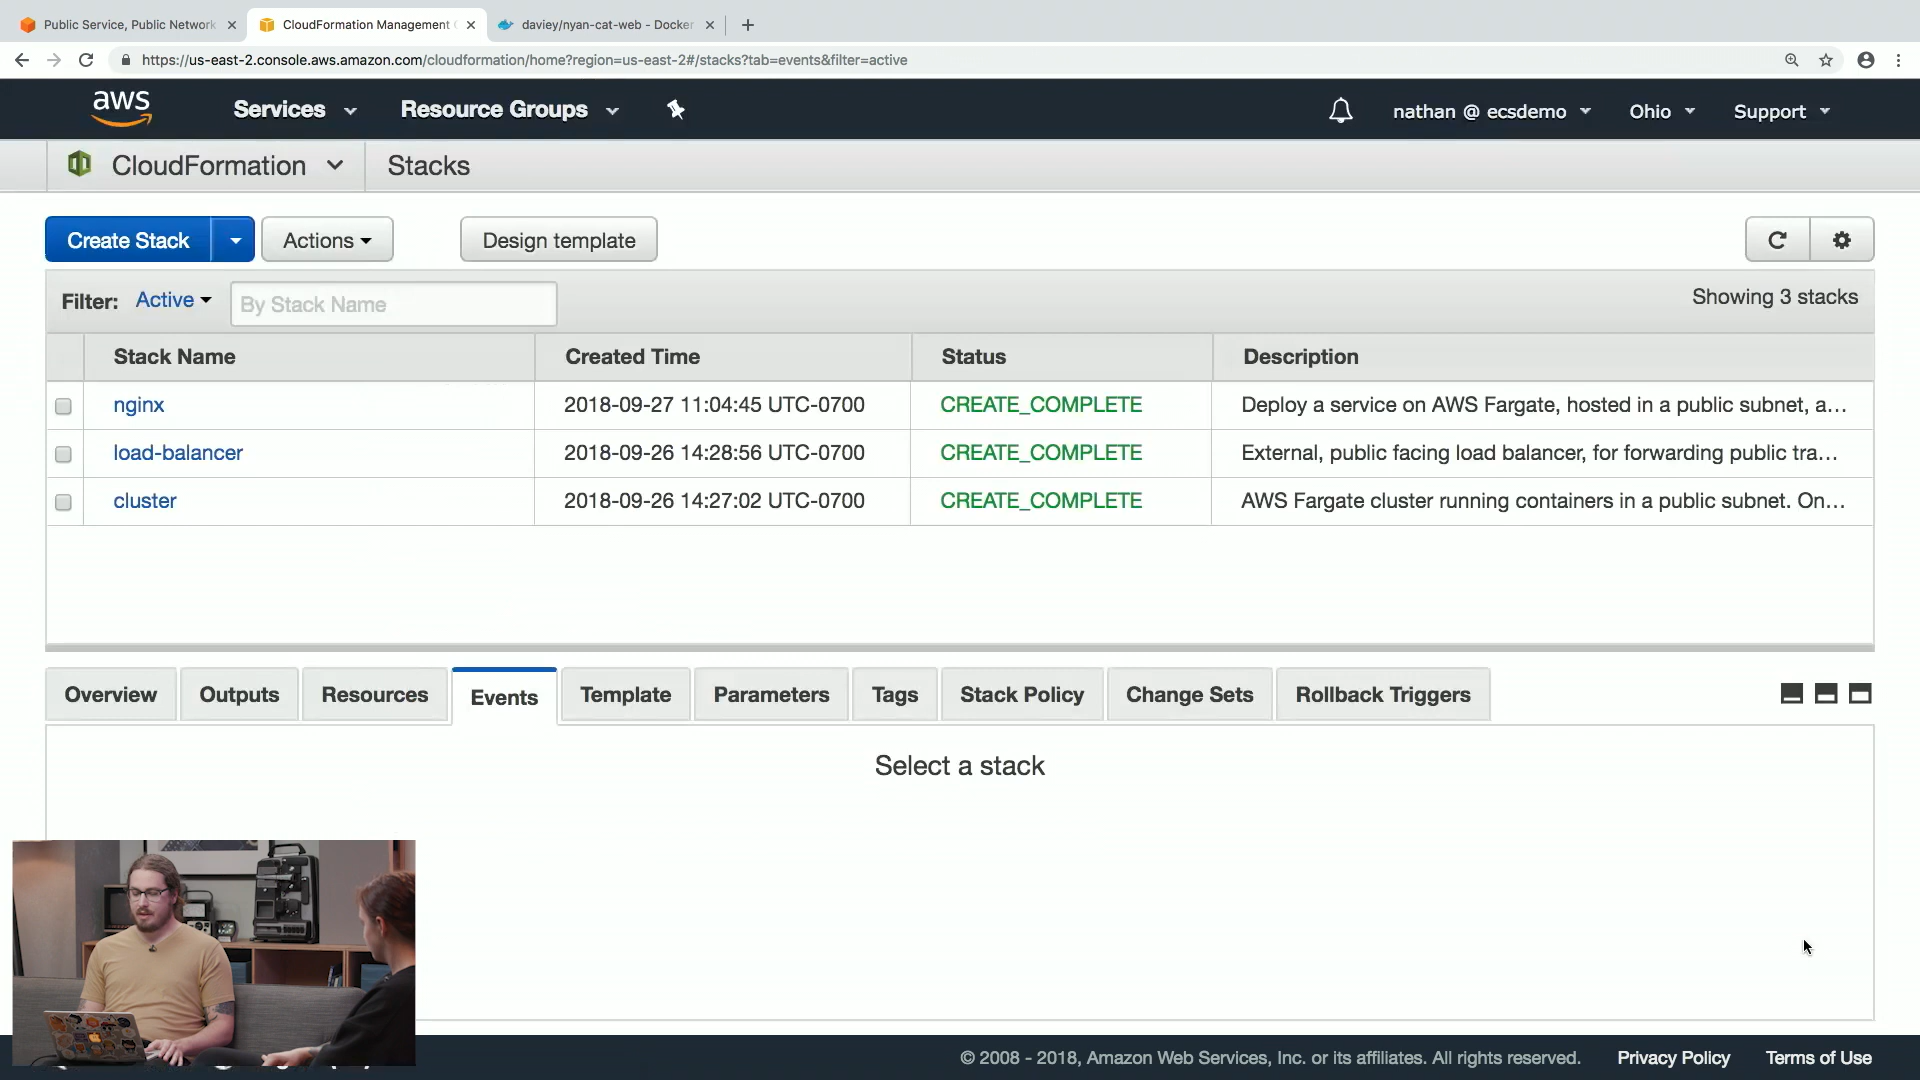 Public Service, Public Network
CloudFormation Management
daviey/nyan-cat-web - Docker
https://us-east-2.console.aws.amazon.com/cloudformation/home?region=us-east-2#/stacks?tab=events&filter=active
aws
Services
Resource Groups
nathan @ ecsdemo
Ohio
Support
CloudFormation
Stacks
Create Stack
Actions
Design template
Filter: Active
By Stack Name
Showing 3 stacks
Stack Name Created Time Status Description
nginx 2018-09-27 11:04:45 UTC-0700 CREATE_COMPLETE Deploy a service on AWS Fargate, hosted in a public subnet, a...
load-balancer 2018-09-26 14:28:56 UTC-0700 CREATE_COMPLETE External, public facing load balancer, for forwarding public tra...
cluster 2018-09-26 14:27:02 UTC-0700 CREATE_COMPLETE AWS Fargate cluster running containers in a public subnet. On...
Overview Outputs Resources Events Template Parameters Tags Stack Policy Change Sets Rollback Triggers
Select a stack
© 2008 - 2018, Amazon Web Services, Inc. or its affiliates. All rights reserved. Privacy Policy Terms of Use